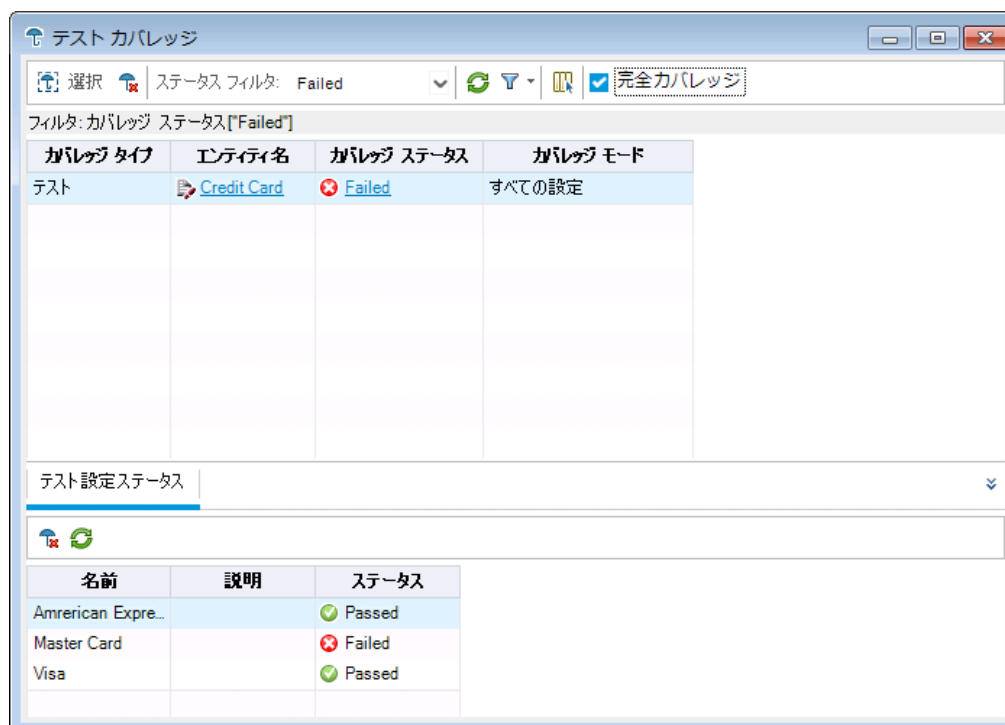 テスト カバレッジ
選択 ステータス フィルタ: Failed 完全カバレッジ
フィルタ: カバレッジ ステータス["Failed"]
カバレッジ タイプ エンティティ名 カバレッジ ステータス カバレッジ モード
テスト Credit Card Failed すべての設定
テスト設定ステータス
名前 説明 ステータス
Amrerican Expre... Passed
Master Card Failed
Visa Passed